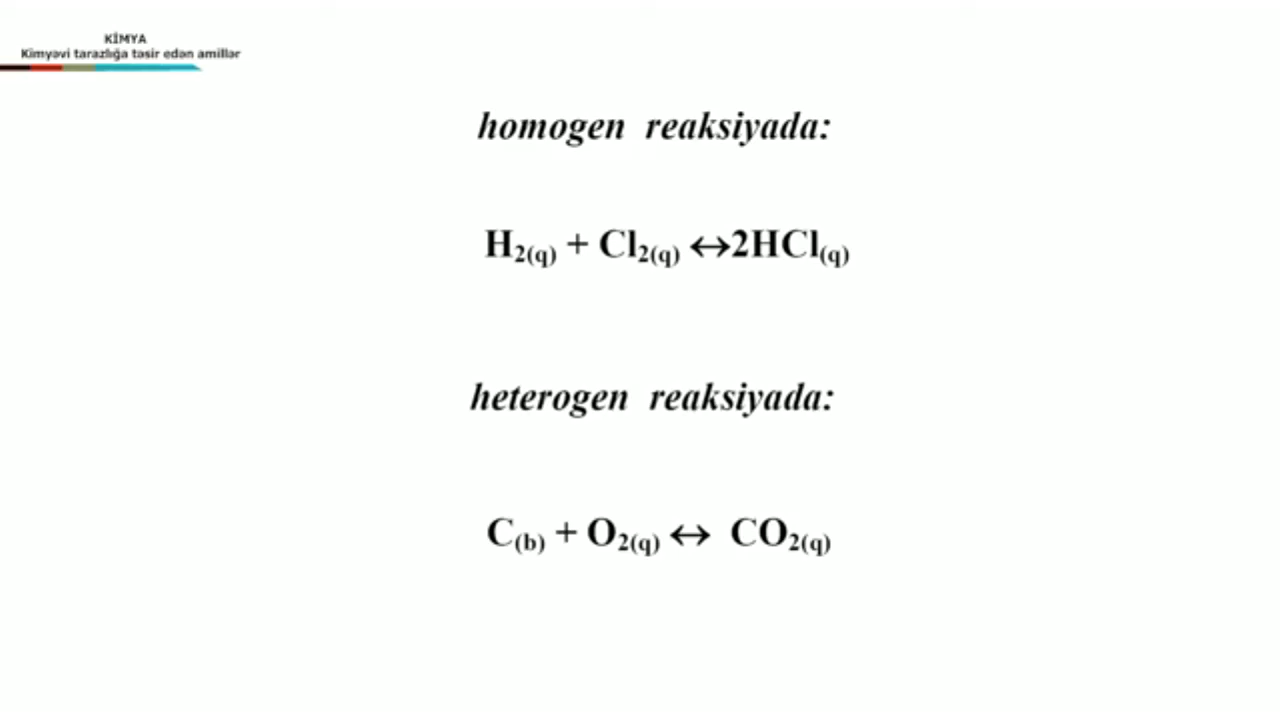 KİMYA
Kimyəvi tarazlığa təsir edən amillər
homogen reaksiyada:
H₂(q) + Cl₂(q) ↔2HCl(q)
heterogen reaksiyada:
C(b) + O₂(q) ↔ CO₂(q)